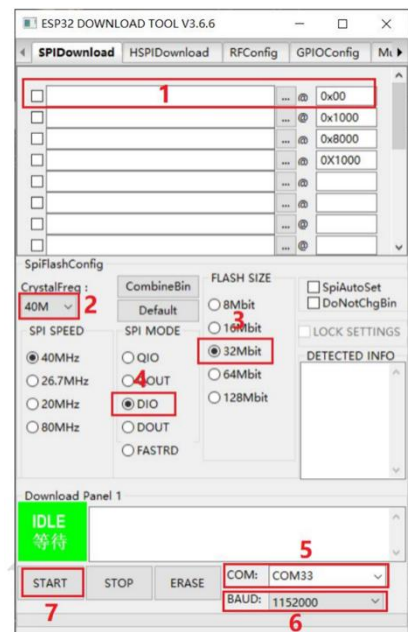 ESP32 DOWNLOAD TOOL V3.6.6
SPIDownload HSPIDownload RFConfig GPIOConfig
1 ... @ 0x00
... @ 0x1000
... @ 0x8000
... @ 0X1000
... @
... @
... @
... @
SpiFlashConfig
CrystalFreq : CombineBin FLASH SIZE SpiAutoSet
40M 2 Default 8Mbit DoNotChgBin
SPI SPEED SPI MODE 16Mbit 3 LOCK SETTINGS
40MHz QIO 32Mbit DETECTED INFO
26.7MHz 4 64Mbit
20MHz DIO 128Mbit
80MHz DOUT
FASTRD
Download Panel 1
IDLE
等待
5
START STOP ERASE COM: COM33
7 BAUD: 1152000
6